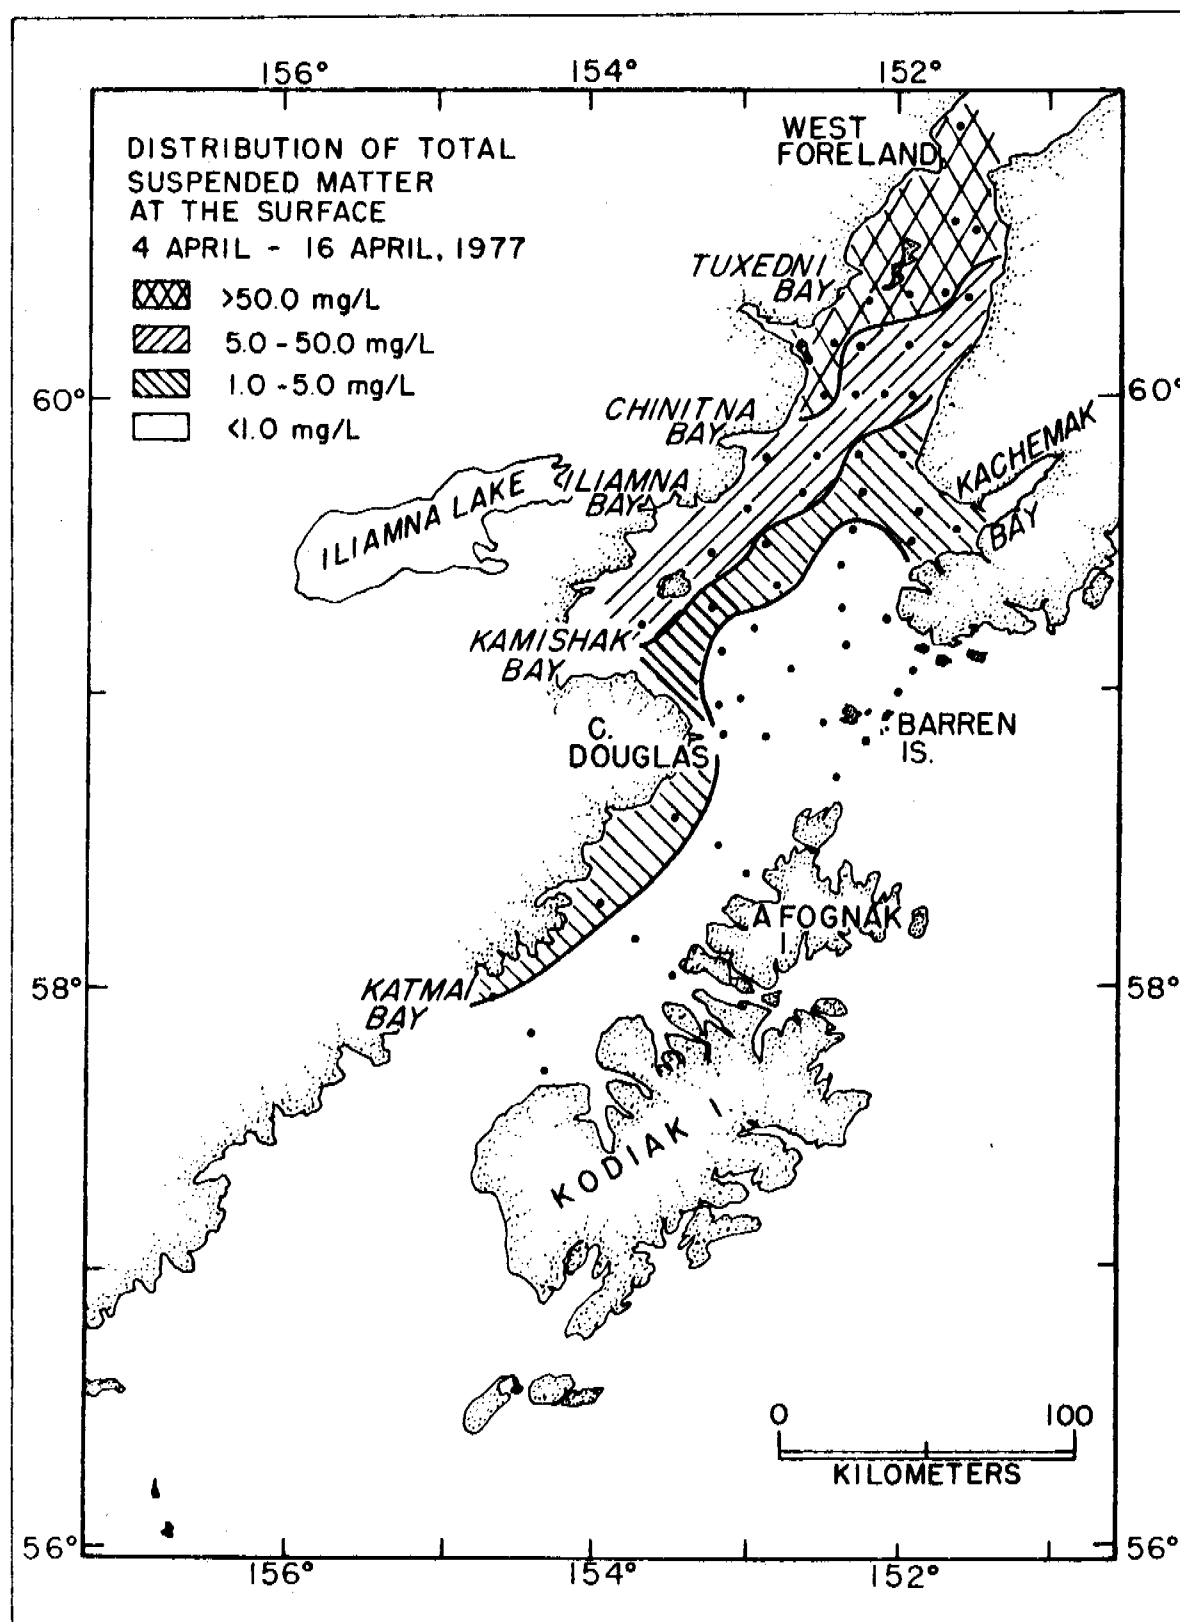 156° 154° 152°
DISTRIBUTION OF TOTAL
SUSPENDED MATTER
AT THE SURFACE
4 APRIL - 16 APRIL, 1977
>50.0 mg/L
5.0 - 50.0 mg/L
1.0 - 5.0 mg/L
<1.0 mg/L
WEST
FORELAND
TUXEDNI
BAY
60° 60°
CHINITNA
BAY
KACHEMAK
BAY
ILIAMNA LAKE
ILIAMNA
BAY
KAMISHAK
BAY
C.
DOUGLAS
BARREN
IS.
AFOGNAK
I
58° 58°
KATMAI
BAY
KODIAK I
0 100
KILOMETERS
56° 56°
156° 154° 152°